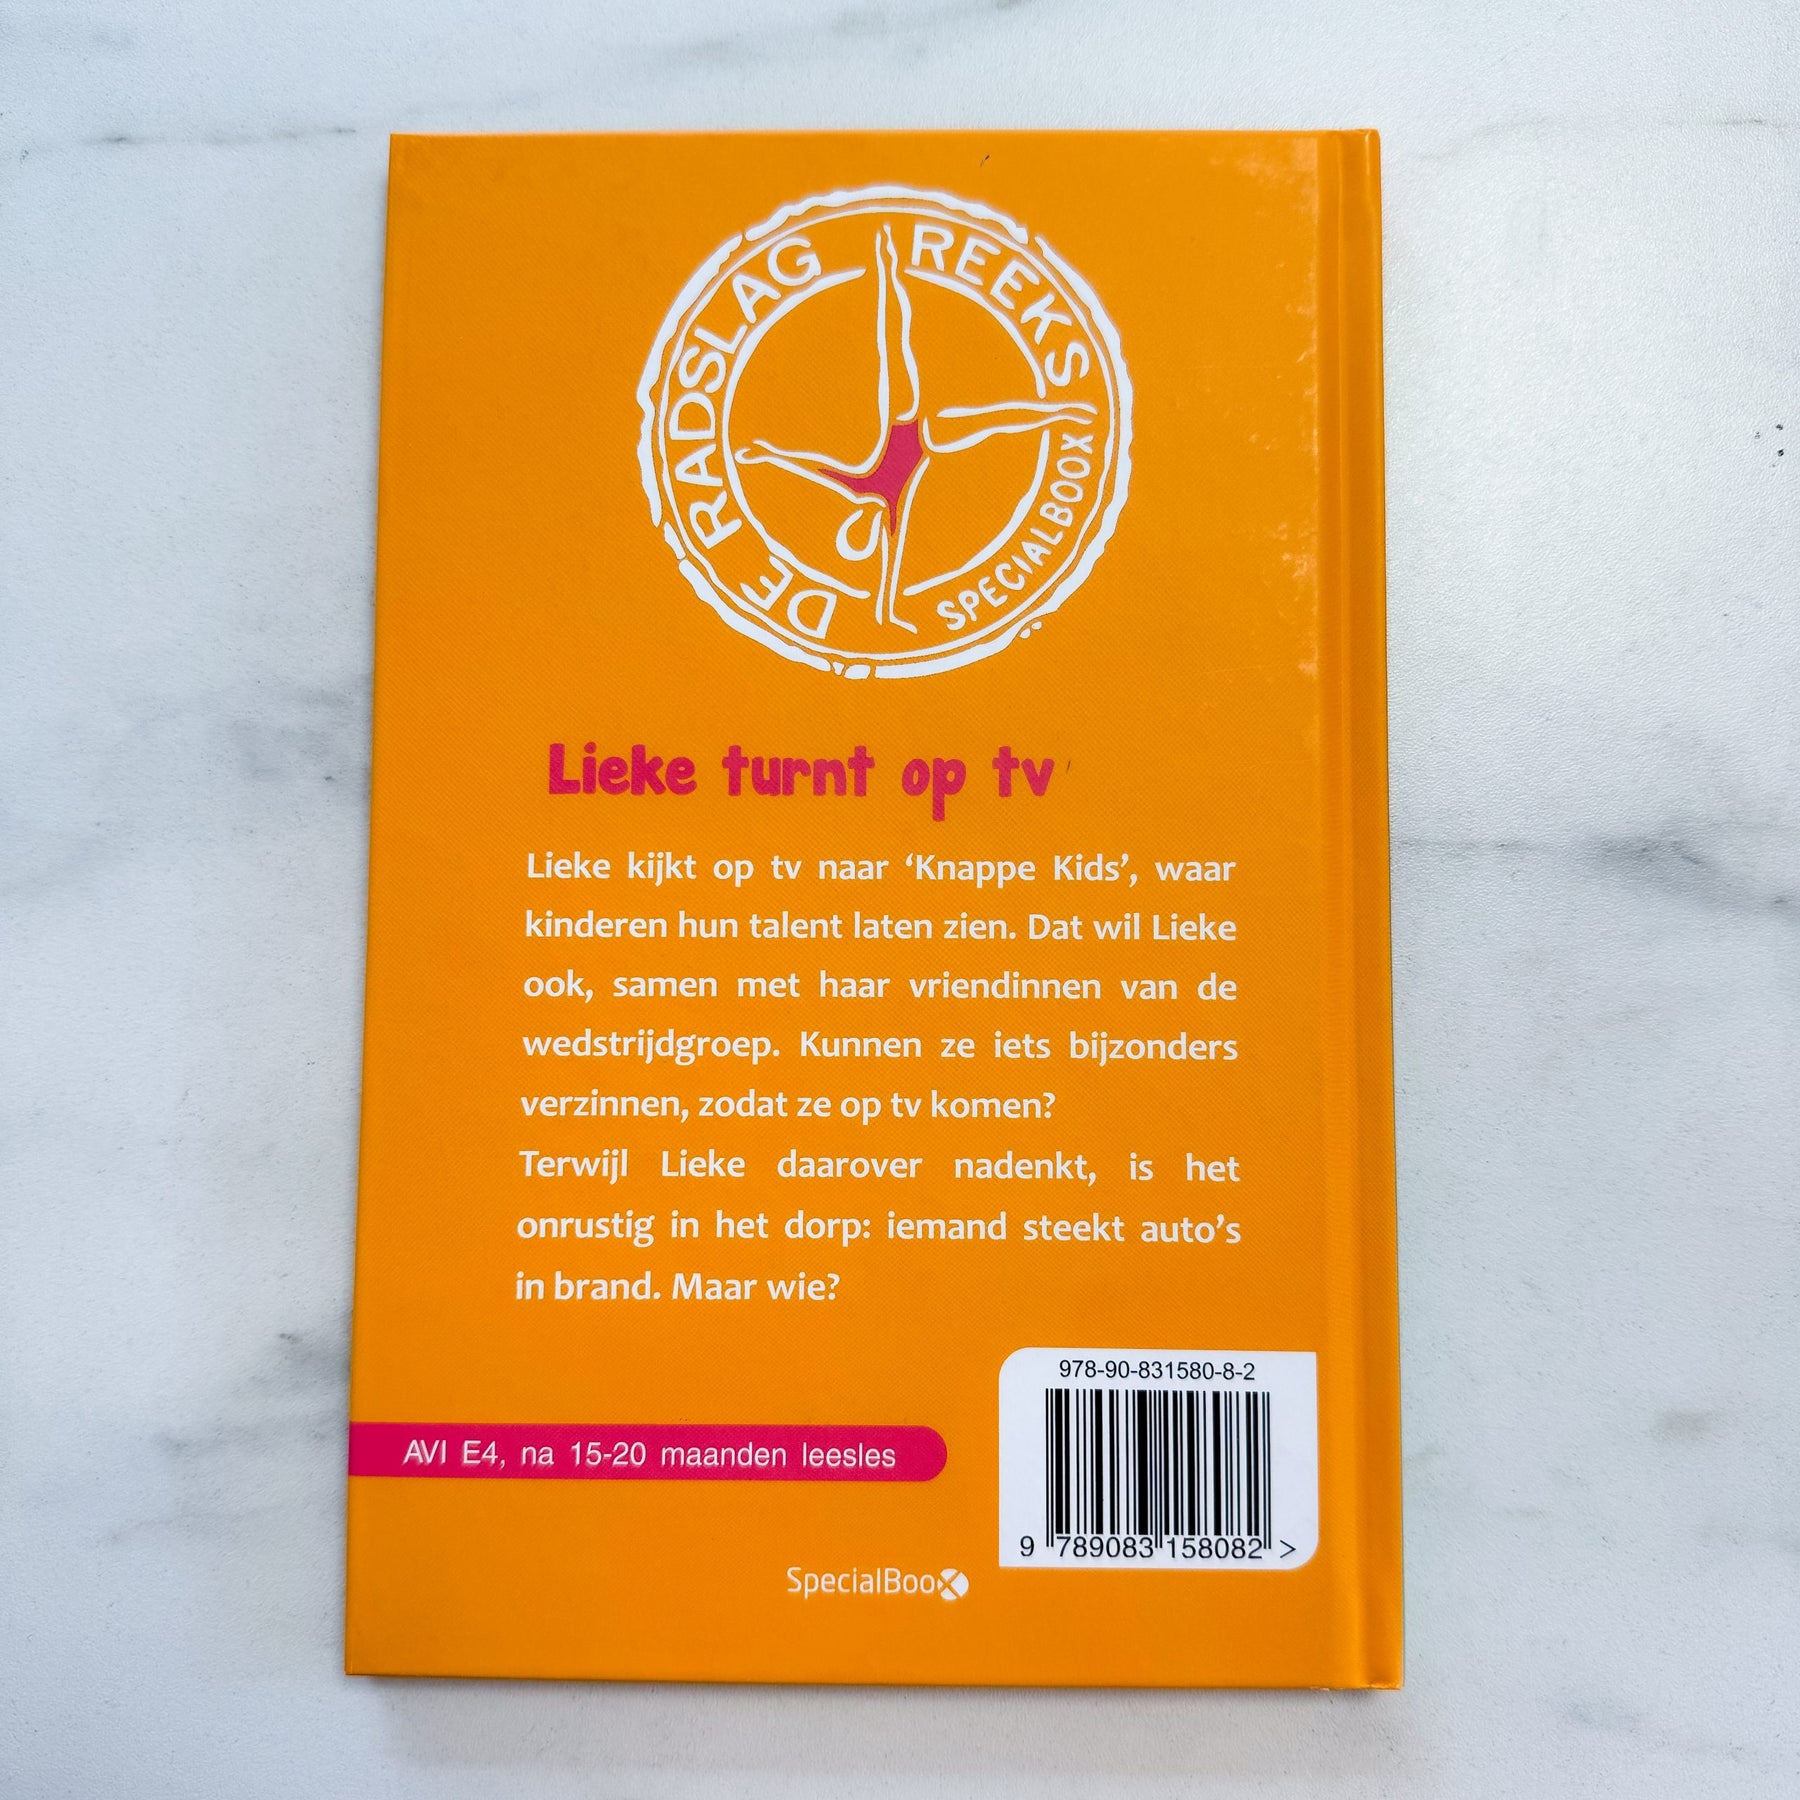 DE RADSLAG REEKS
SPECIALBOOX
Lieke turnt op tv
Lieke kijkt op tv naar ‘Knappe Kids’, waar
kinderen hun talent laten zien. Dat wil Lieke
ook, samen met haar vriendinnen van de
wedstrijdgroep. Kunnen ze iets bijzonders
verzinnen, zodat ze op tv komen?
Terwijl Lieke daarover nadenkt, is het
onrustig in het dorp: iemand steekt auto’s
in brand. Maar wie?
978-90-831580-8-2
AVI E4, na 15-20 maanden leesles
9 789083 158082 >
SpecialBoox